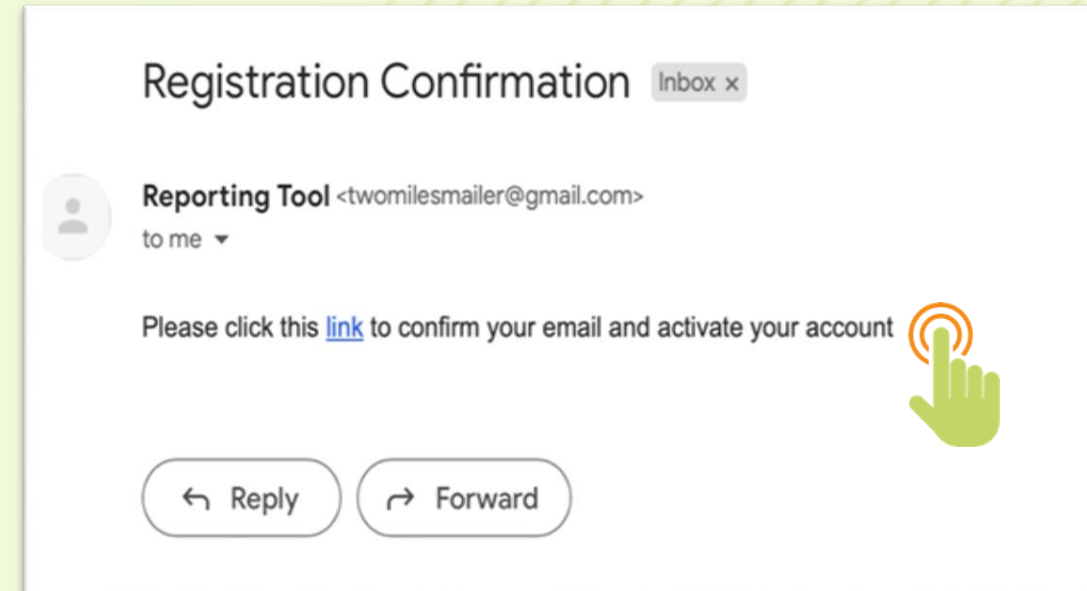 Registration Confirmation Inbox x
Reporting Tool <twomilesmailer@gmail.com>
to me
Please click this link to confirm your email and activate your account
Reply Forward